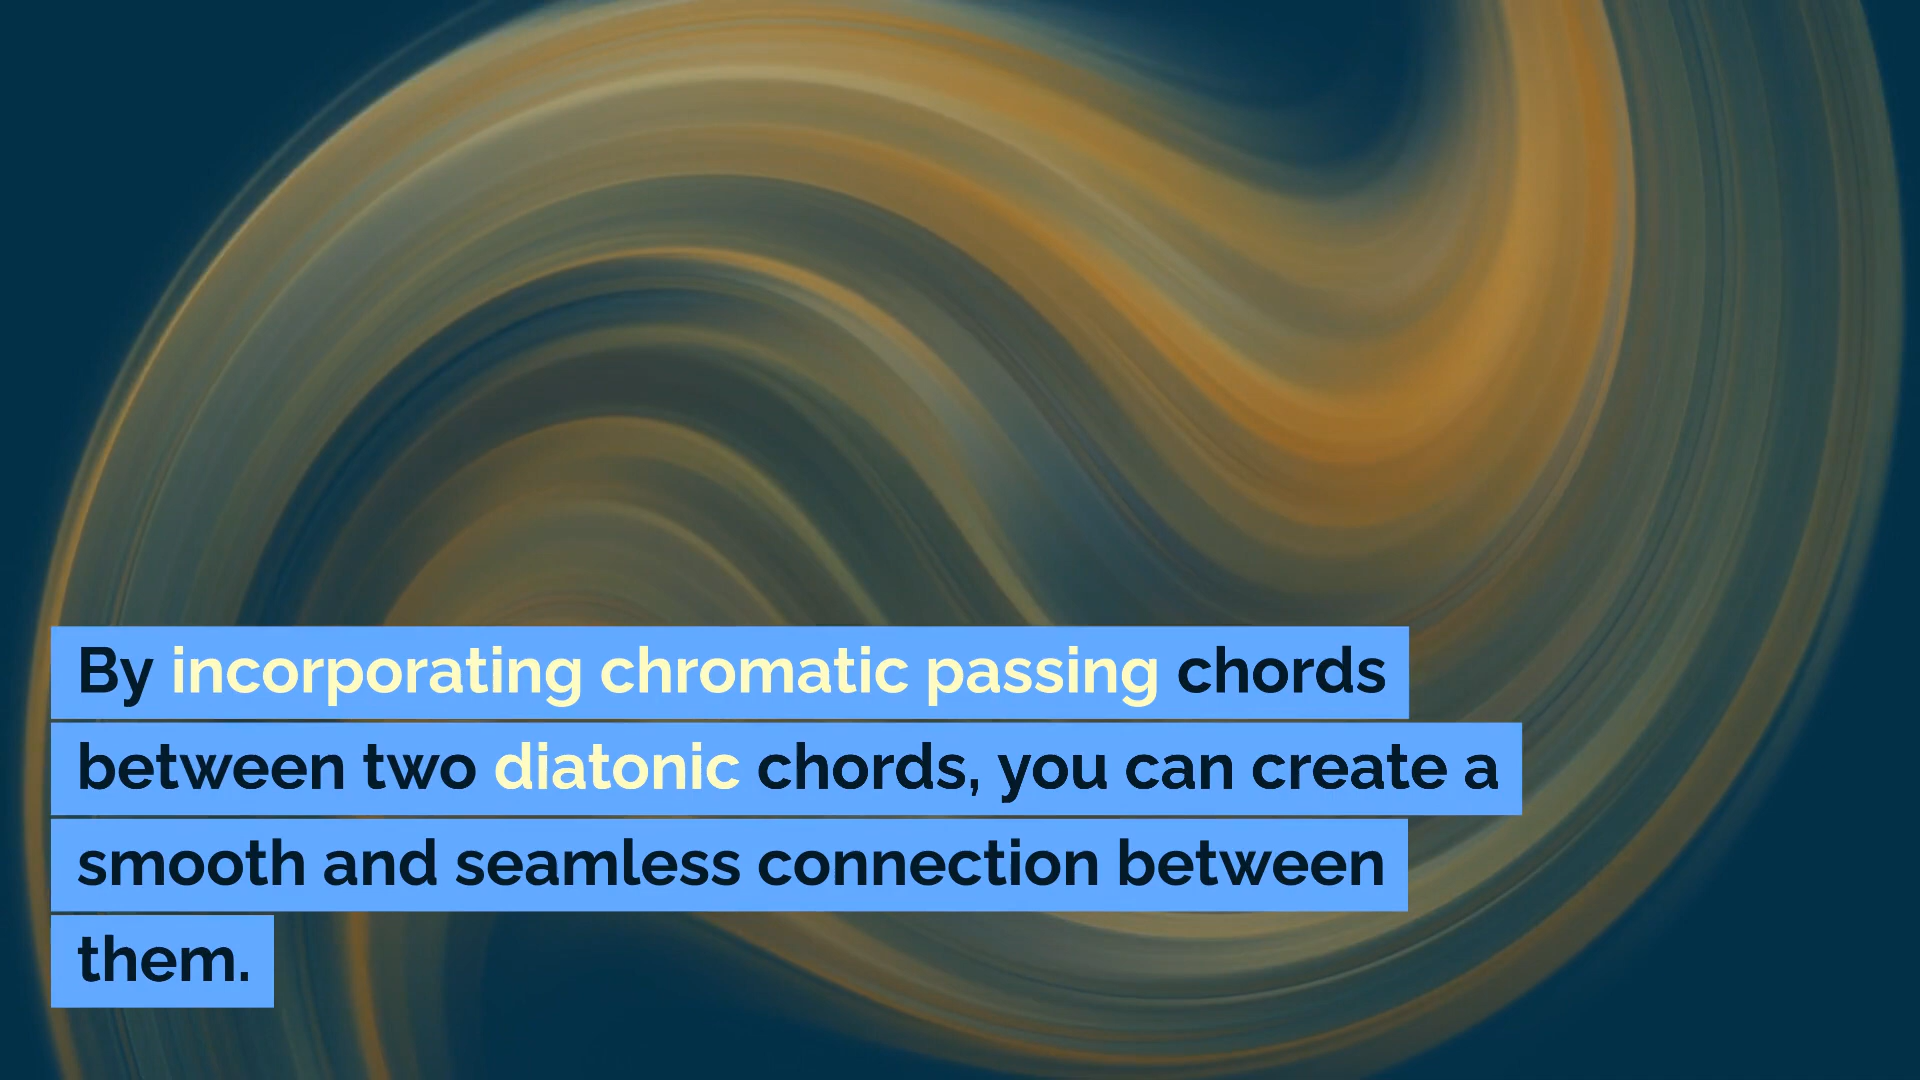 By incorporating chromatic passing chords
between two diatonic chords, you can create a
smooth and seamless connection between
them.